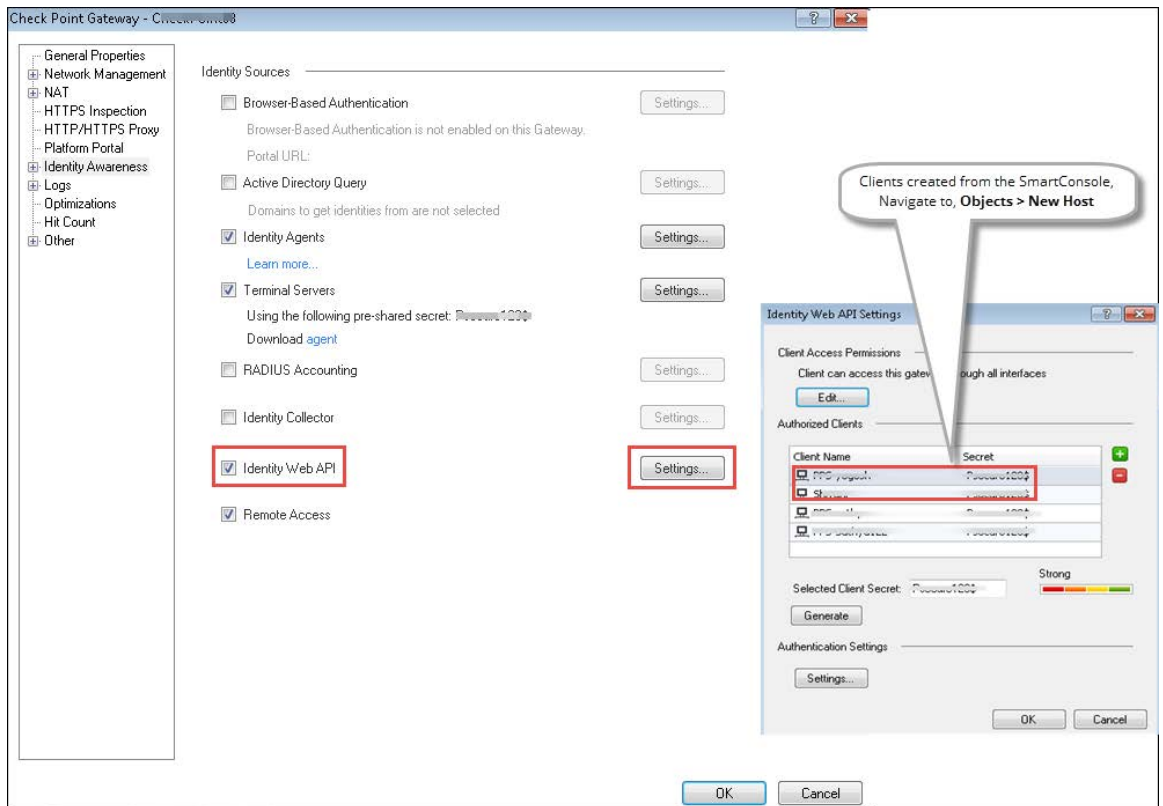 Check Point Gateway -
General Properties
Network Management
NAT
HTTPS Inspection
HTTP/HTTPS Proxy
Platform Portal
Identity Awareness
Logs
Optimizations
Hit Count
Other
Identity Sources
Browser-Based Authentication
Settings...
Browser-Based Authentication is not enabled on this Gateway.
Portal URL:
Active Directory Query
Settings...
Domains to get identities from are not selected
Identity Agents
Settings...
Learn more...
Terminal Servers
Settings...
Using the following pre-shared secret:
Download agent
RADIUS Accounting
Settings...
Identity Collector
Settings...
Identity Web API
Settings...
Remote Access
OK
Cancel
Clients created from the SmartConsole,
Navigate to, Objects > New Host
Identity Web API Settings
Client Access Permissions
Client can access this gatew ough all interfaces
Edit...
Authorized Clients
Client Name
Secret
Strong
Selected Client Secret:
Generate
Authentication Settings
Settings...
OK
Cancel